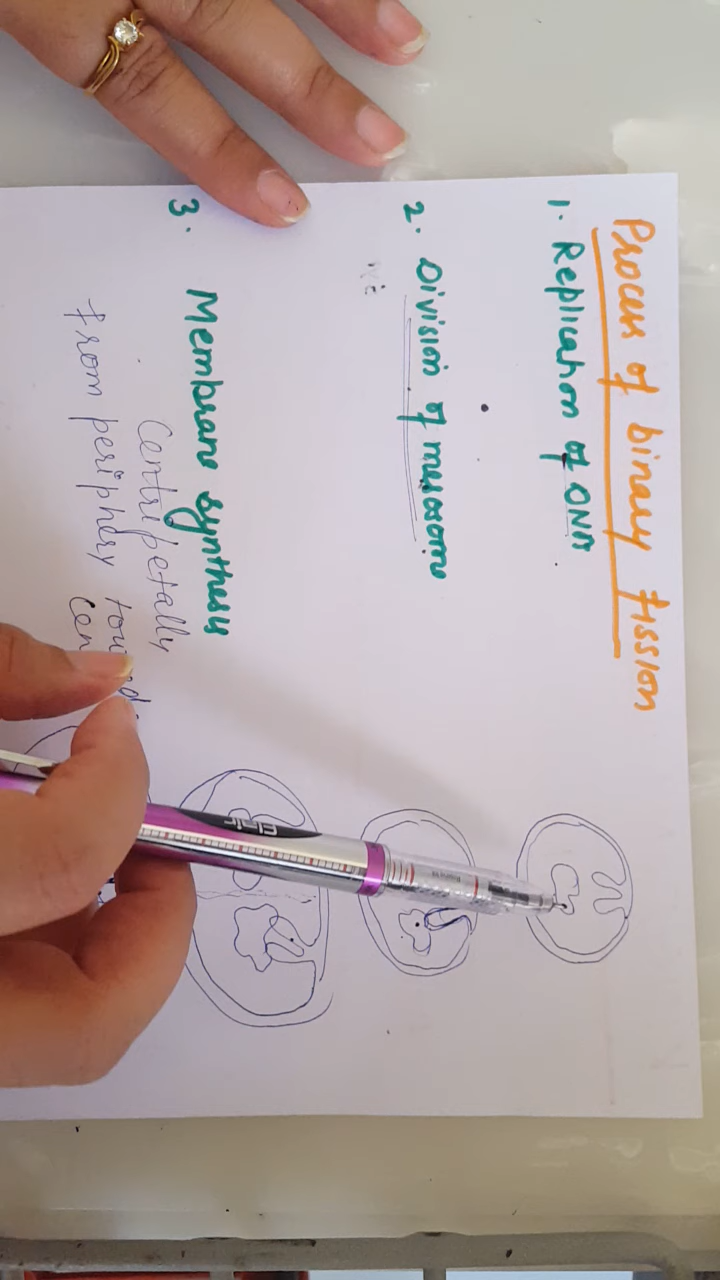 Process of binary fission
1. Replication of DNA
2. Division of mesosome
3. Membrane synthesis
Centripetally
from periphery